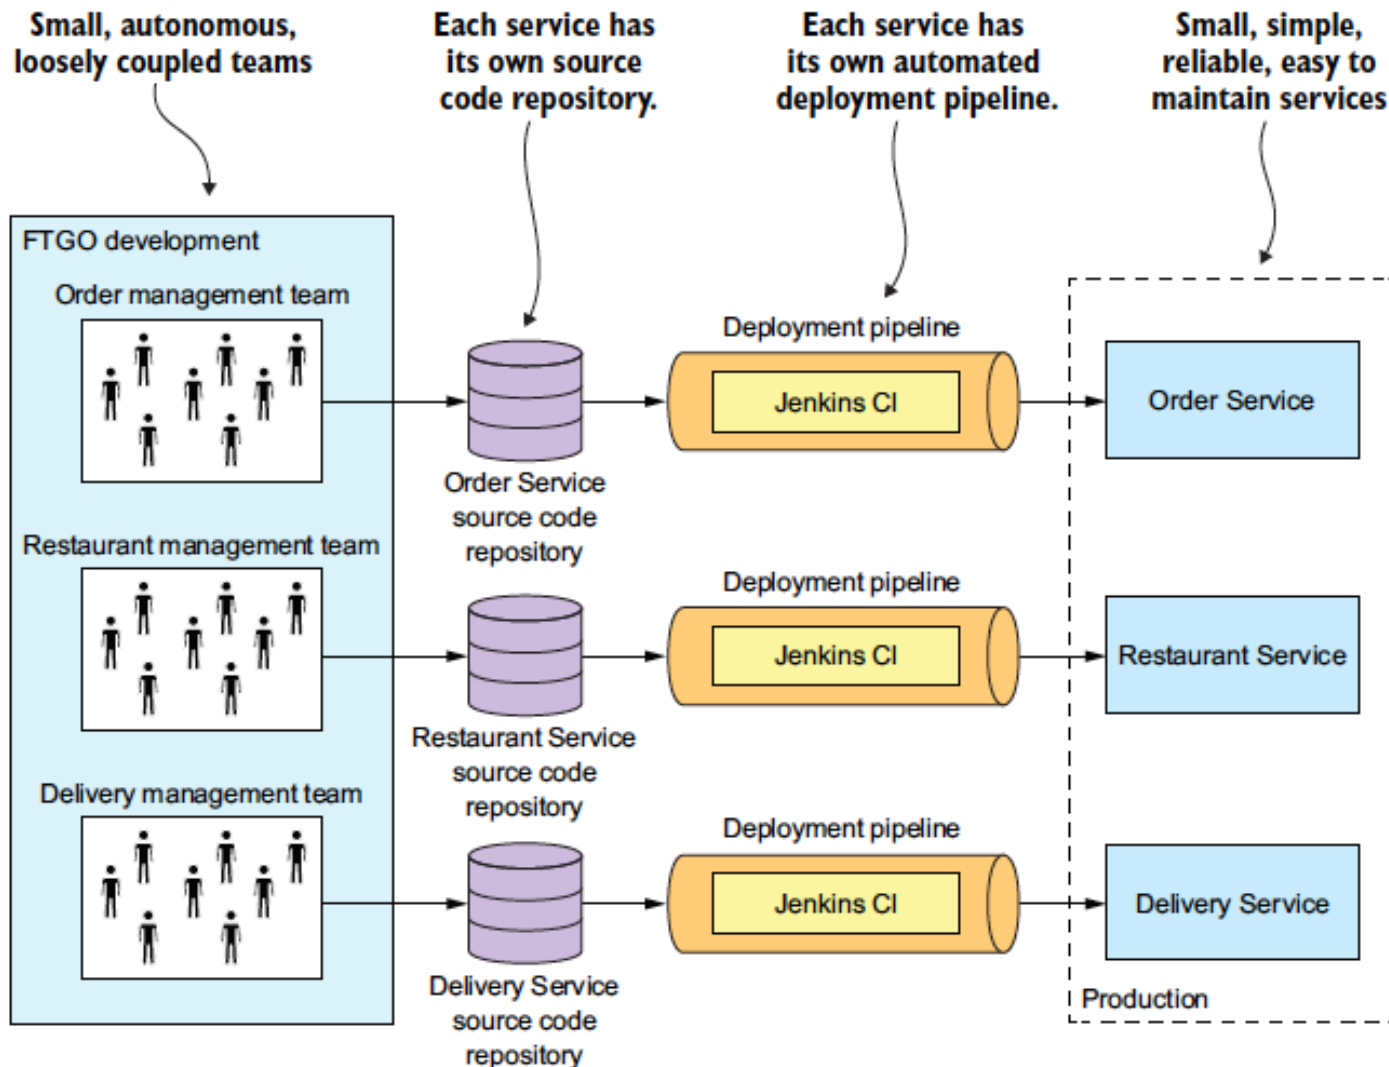 Small, autonomous,
loosely coupled teams
Each service has
its own source
code repository.
Each service has
its own automated
deployment pipeline.
Small, simple,
reliable, easy to
maintain services
FTGO development
Order management team
Deployment pipeline
Jenkins CI
Order Service
Order Service
source code
repository
Restaurant management team
Deployment pipeline
Jenkins CI
Restaurant Service
Restaurant Service
source code
repository
Delivery management team
Deployment pipeline
Jenkins CI
Delivery Service
Delivery Service
source code
repository
Production